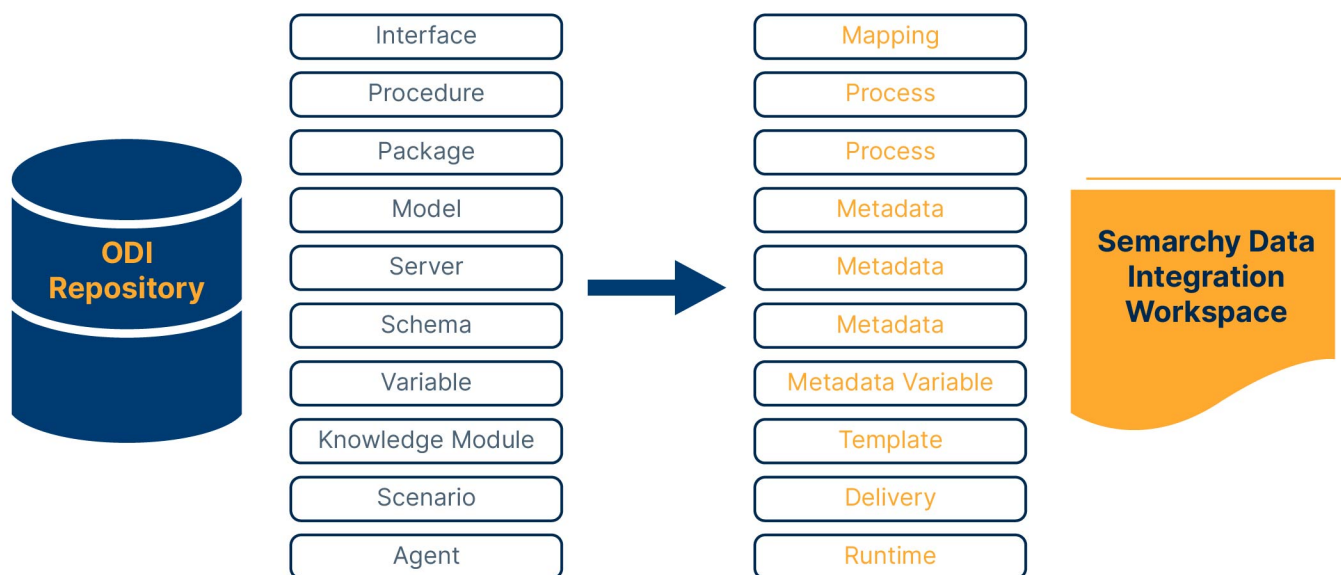 ODI
Repository
Interface
Procedure
Package
Model
Server
Schema
Variable
Knowledge Module
Scenario
Agent
Mapping
Process
Process
Metadata
Metadata
Metadata
Metadata Variable
Template
Delivery
Runtime
Semarchy Data
Integration
Workspace